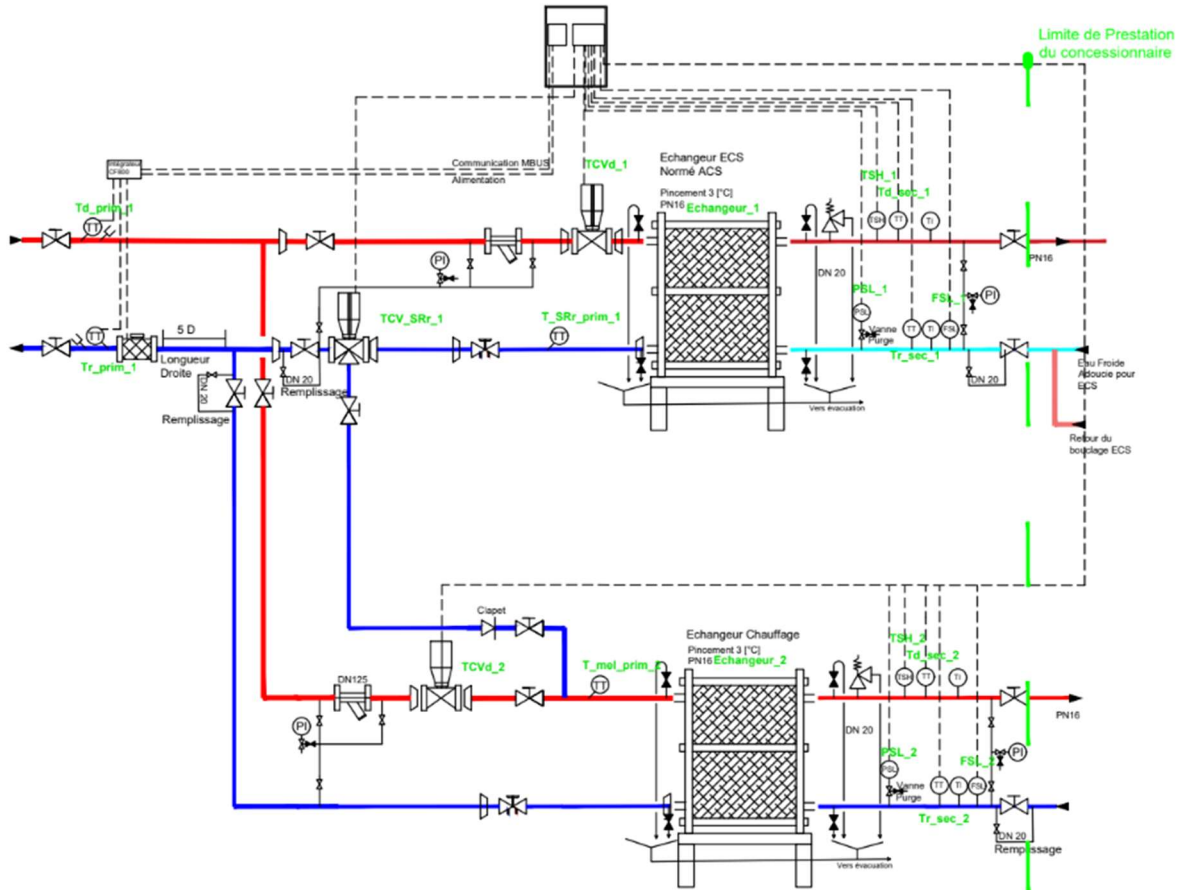 Limite de Prestation
du concessionnaire
Intégrateur
CF800
Communication MBUS
Alimentation
TCVd_1
Echangeur ECS
Normé ACS
Pincement 3 [°C]
PN16
Echangeur_1
TSH_1
Td_sec_1
Td_prim_1
TT
TSH
TT
TI
PI
DN 20
PN16
PSL_1
FSL_1
PI
TCV_SRr_1
T_SRr_prim_1
TT
PSL
Vanne
Purge
TT
TI
FSL
5 D
TT
Tr_prim_1
Longueur
Droite
Tr_sec_1
Eau Froide
Adoucie pour
ECS
DN 20
DN 20
Remplissage
DN 20
Remplissage
Vers évacuation
Retour du
bouclage ECS
Clapet
Echangeur Chauffage
Pincement 3 [°C]
PN16
Echangeur_2
TSH_2
Td_sec_2
TCVd_2
T_mel_prim_2
DN125
TT
TSH
TT
TI
PN16
PI
DN 20
PSL_2
FSL_2
PI
PSL
Vanne
Purge
TT
TI
FSL
Tr_sec_2
DN 20
Remplissage
Vers évacuation